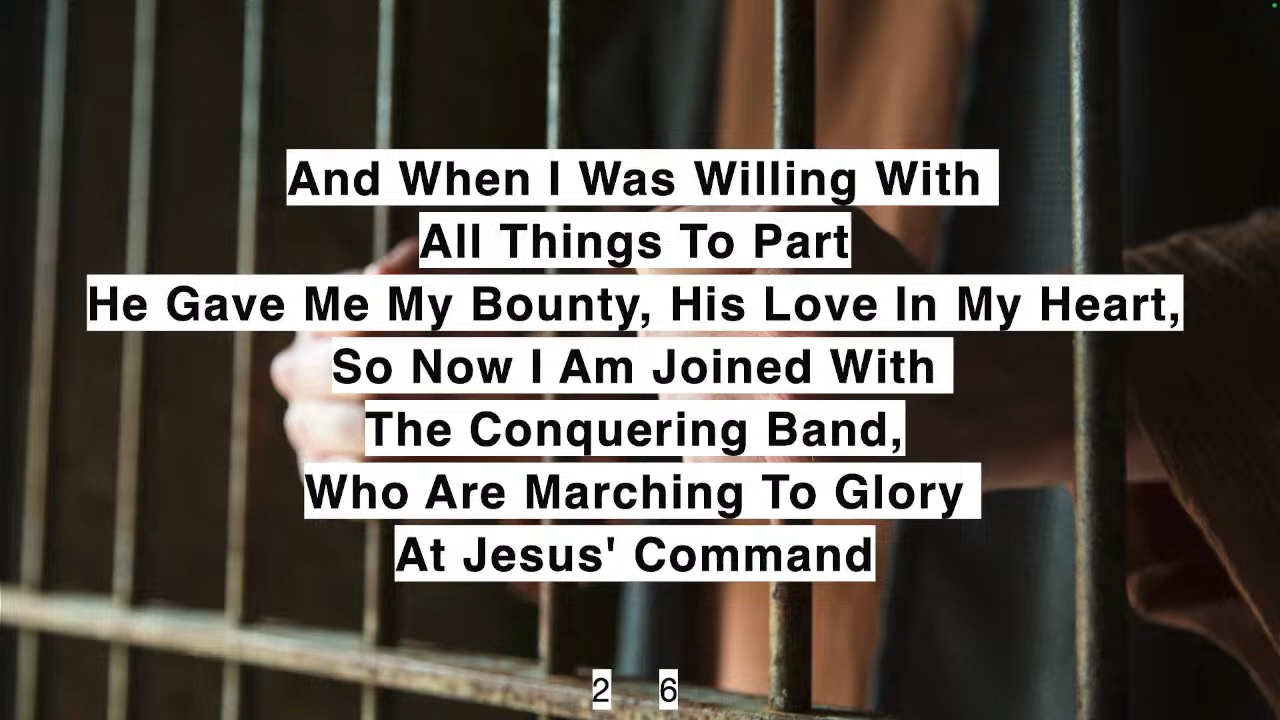 And When I Was Willing With
All Things To Part
He Gave Me My Bounty, His Love In My Heart,
So Now I Am Joined With
The Conquering Band,
Who Are Marching To Glory
At Jesus' Command
2 6